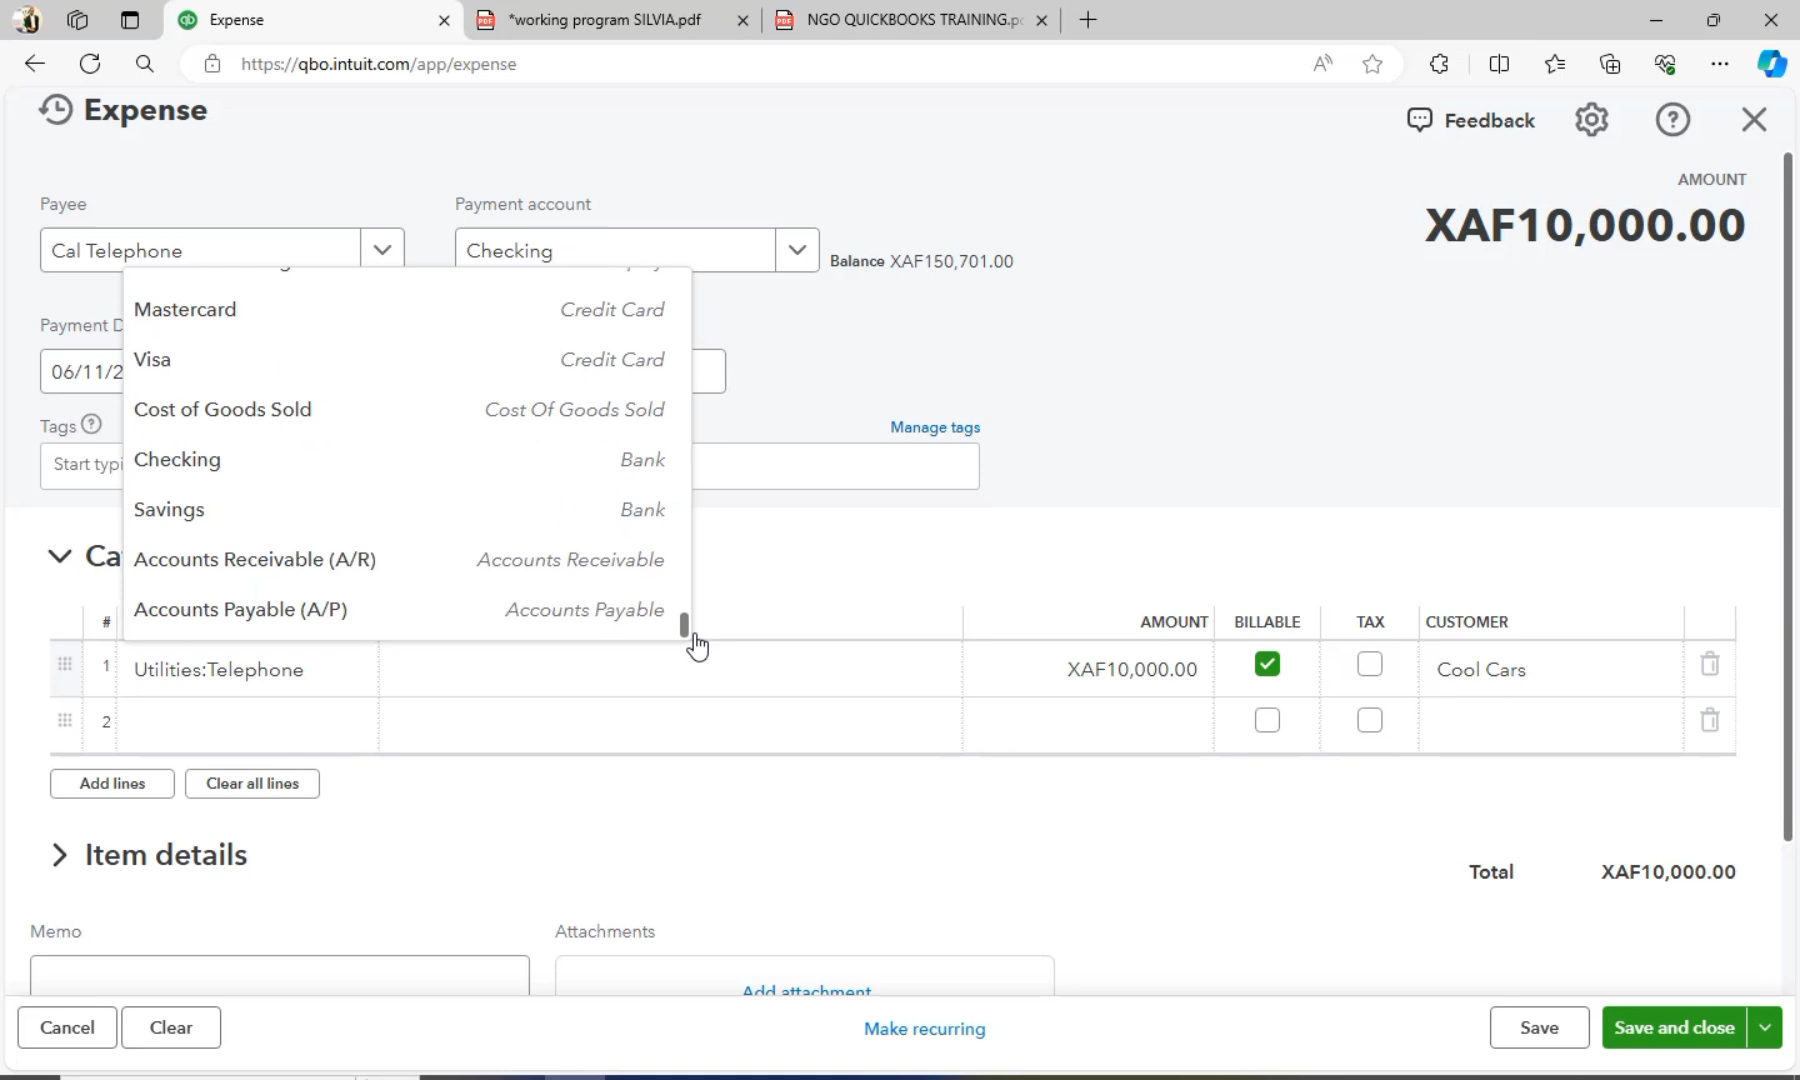 Expense
*working program SILVIA.pdf
NGO QUICKBOOKS TRAINING.pc
https://qbo.intuit.com/app/expense
Expense
Feedback
AMOUNT
XAF10,000.00
Payee
Payment account
Cal Telephone
Checking
Balance XAF150,701.00
Payment D
06/11/2
Mastercard Credit Card
Visa Credit Card
Cost of Goods Sold Cost Of Goods Sold
Checking Bank
Savings Bank
Accounts Receivable (A/R) Accounts Receivable
Accounts Payable (A/P) Accounts Payable
Tags
Manage tags
Start typi
Ca
# AMOUNT BILLABLE TAX CUSTOMER
1 Utilities:Telephone XAF10,000.00 Cool Cars
2
Add lines Clear all lines
Item details
Total XAF10,000.00
Memo
Attachments
Add attachment
Cancel Clear Make recurring Save Save and close